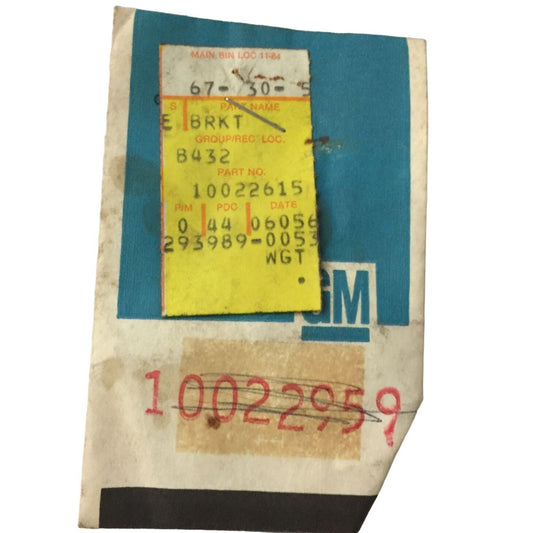 MAIN BIN LOC 11-84
67- 30- 5
S PART NAME
E BRKT
GROUP/REC. LOC.
8432
PART NO.
10022615
P/M PDC DATE
0 44 06056
293989-0053
WGT
GM
10022959